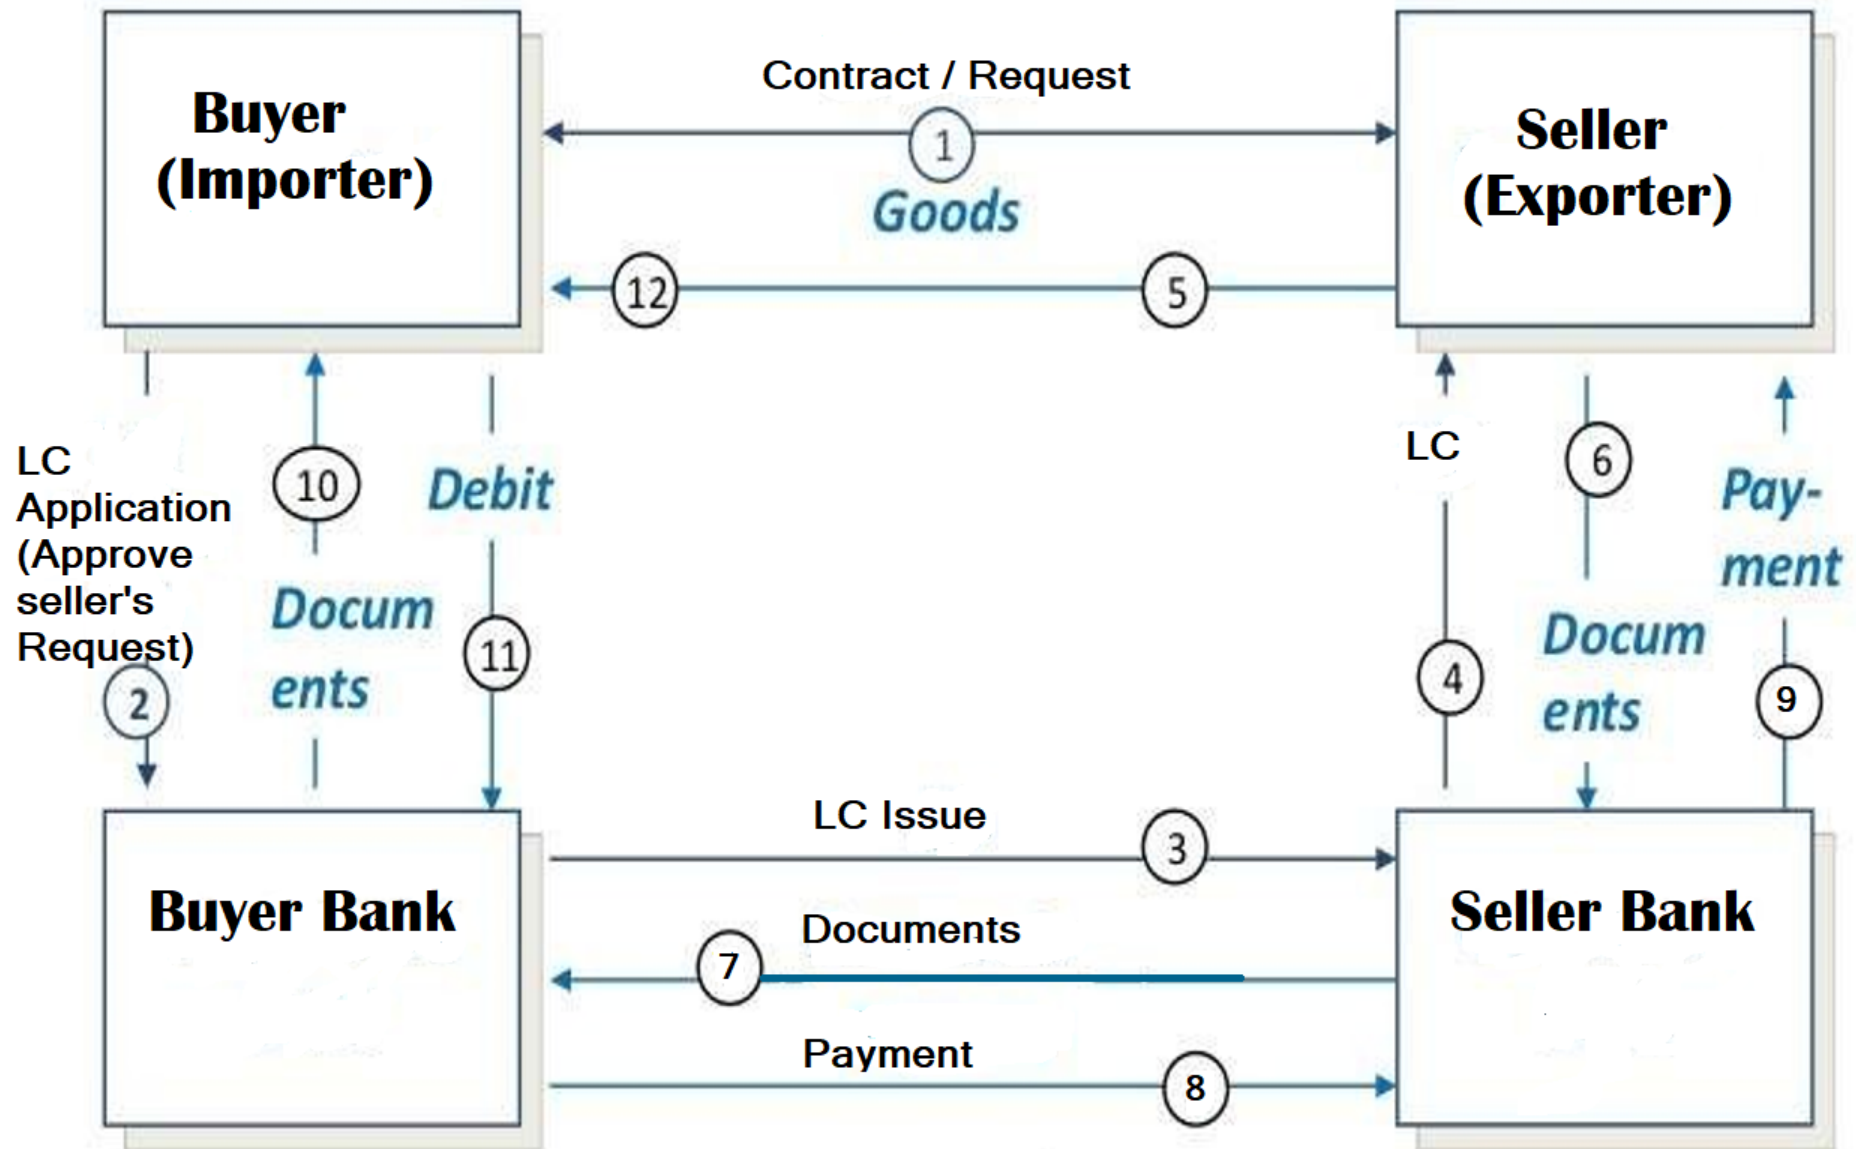 Contract / Request
Buyer
(Importer)
1
Seller
(Exporter)
Goods
12
5
LC
Application
(Approve
seller's
Request)
2
10
Docum
ents
Debit
11
LC
4
6
Docum
ents
Pay-
ment
9
LC Issue
3
Buyer Bank
Documents
7
Payment
8
Seller Bank